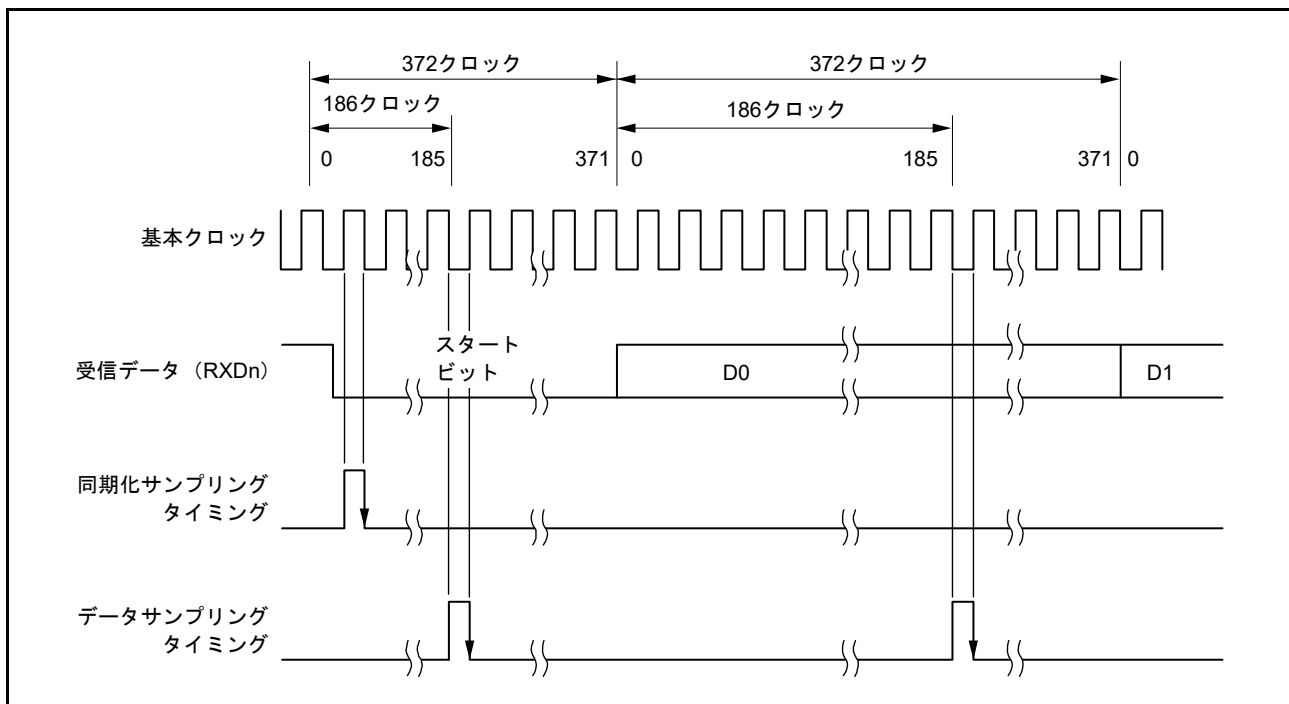 372クロック 372クロック
186クロック 186クロック
0 185 371 0 185 371 0
基本クロック
スタート
ビット
受信データ（RXDn） D0 D1
同期化サンプリング
タイミング
データサンプリング
タイミング